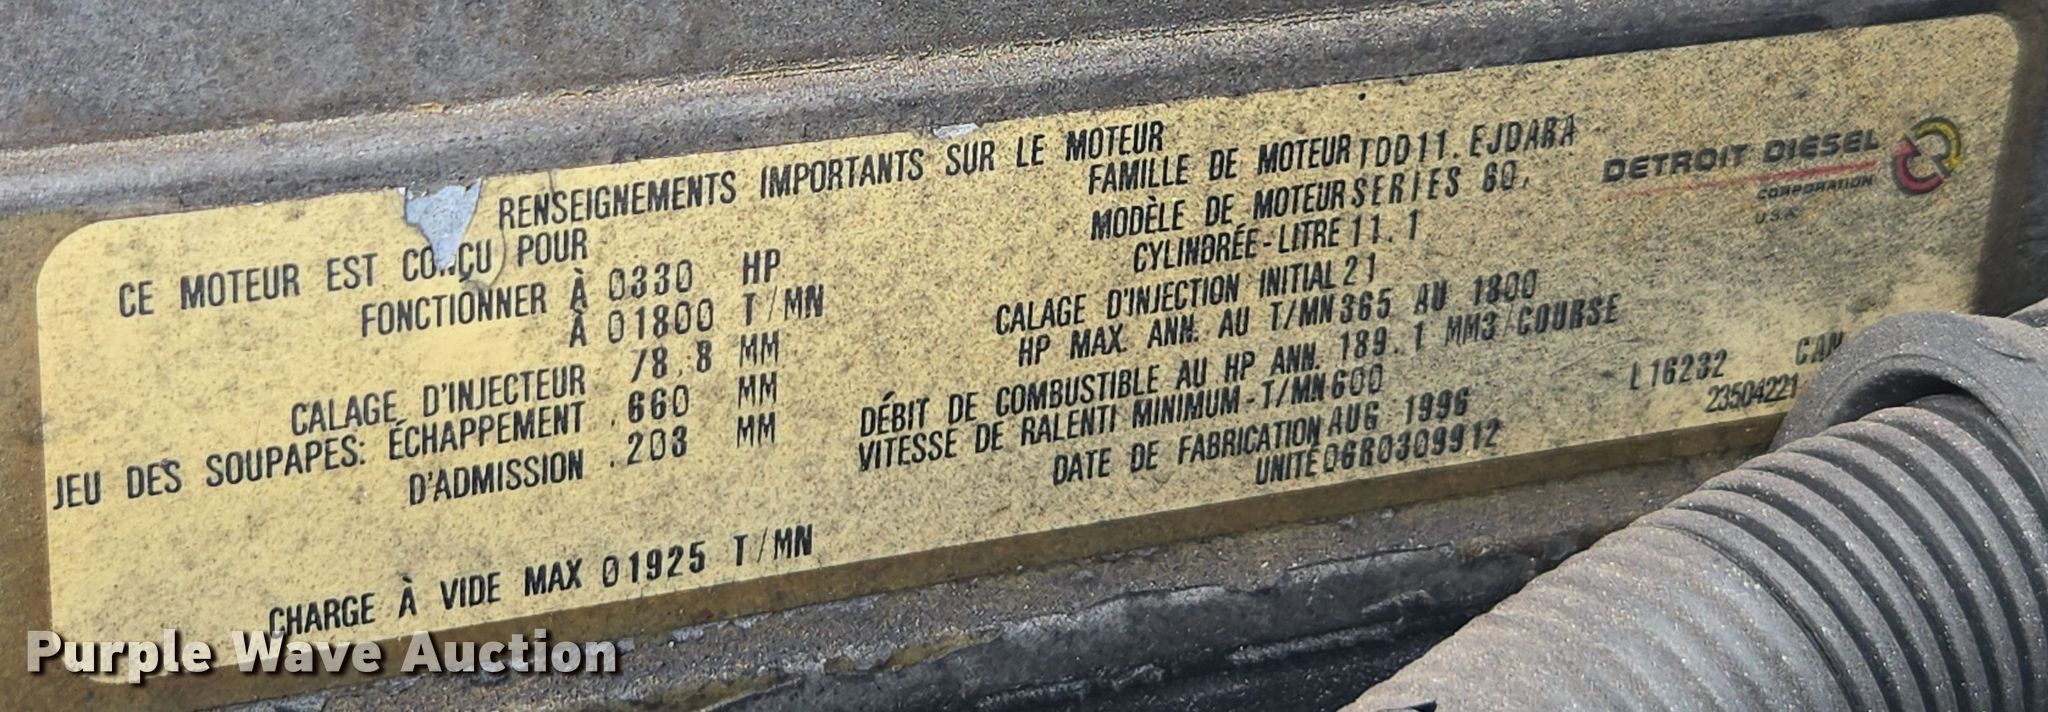 RENSEIGNEMENTS IMPORTANTS SUR LE MOTEUR
CE MOTEUR EST CONÇU POUR
FONCTIONNER À 0330 HP
À 01800 T/MN
CALAGE D'INJECTEUR 78.8 MM
JEU DES SOUPAPES: ÉCHAPPEMENT .660 MM
D'ADMISSION .203 MM
CHARGE À VIDE MAX 01925 T/MN
FAMILLE DE MOTEUR TDD11.EJDARA
MODÈLE DE MOTEUR SERIES 60,
CYLINDRÉE-LITRE 11.1
CALAGE D'INJECTION INITIAL 21
HP MAX. ANN. AU T/MN 365 AU 1800
DÉBIT DE COMBUSTIBLE AU HP ANN. 189.1 MM3/COURSE
VITESSE DE RALENTI MINIMUM-T/MN 600
DATE DE FABRICATION AUG 1996
UNITÉ 06R0309912
DETROIT DIESEL
CORPORATION
U.S.A.
L16232 CAN
23504221
Purple Wave Auction